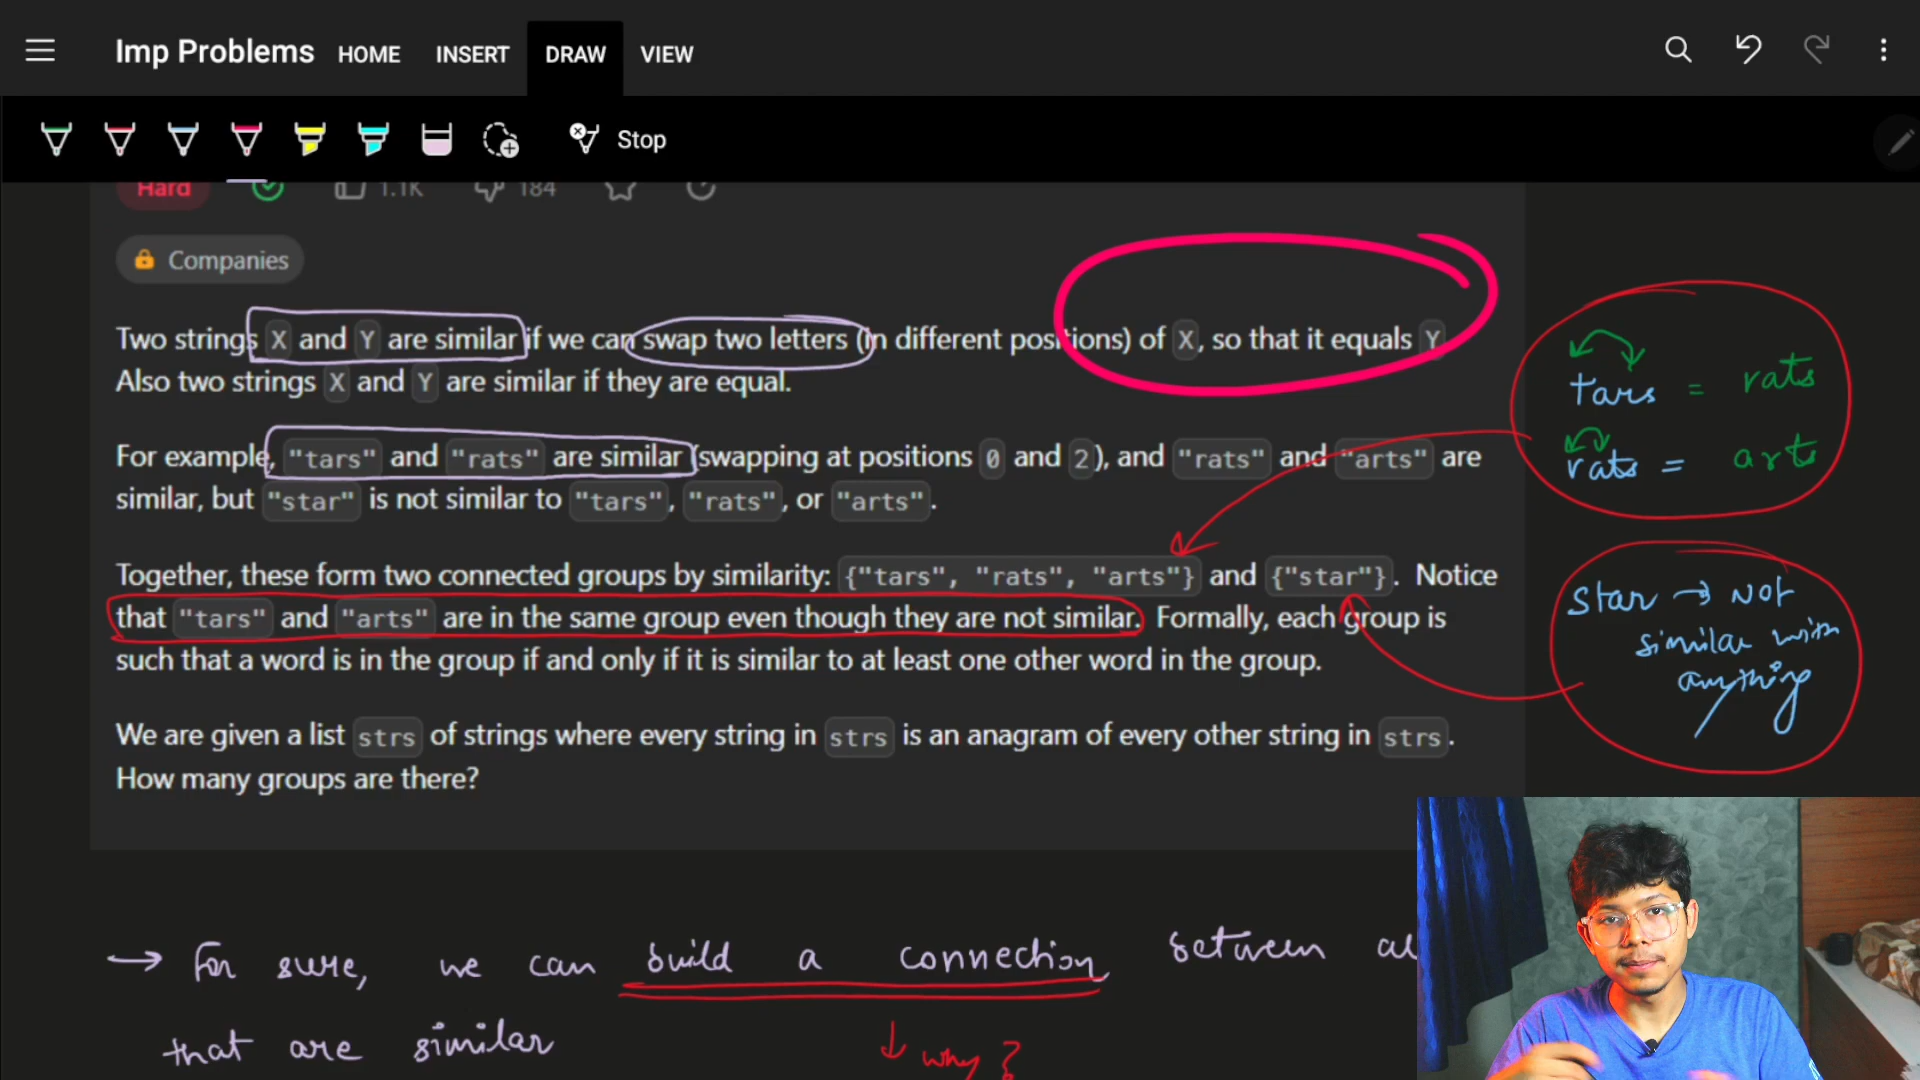 Imp Problems HOME INSERT DRAW VIEW
Stop
Hard 1.1K 184
Companies
Two strings X and Y are similar if we can swap two letters (in different positions) of X, so that it equals Y
Also two strings X and Y are similar if they are equal.
For example, "tars" and "rats" are similar (swapping at positions 0 and 2), and "rats" and "arts" are
similar, but "star" is not similar to "tars", "rats", or "arts".
Together, these form two connected groups by similarity: {"tars", "rats", "arts"} and {"star"}. Notice
that "tars" and "arts" are in the same group even though they are not similar. Formally, each group is
such that a word is in the group if and only if it is similar to at least one other word in the group.
We are given a list strs of strings where every string in strs is an anagram of every other string in strs.
How many groups are there?
tars = rats
rats = arts
star → NOT
similar with
anything
→ For sure, we can build a connection between
that are similar
↓ why ?